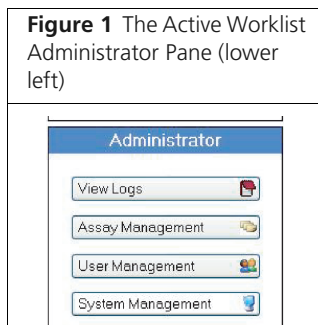 Figure 1 The Active Worklist
Administrator Pane (lower
left)
Administrator
View Logs
Assay Management
User Management
System Management